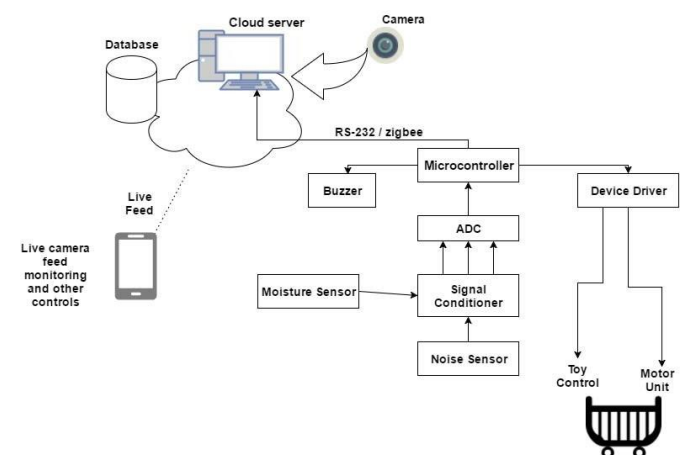 Cloud server
Camera
Database
RS-232 / zigbee
Microcontroller
Buzzer
Device Driver
Live
Feed
ADC
Live camera
feed
monitoring
and other
controls
Moisture Sensor
Signal
Conditioner
Noise Sensor
Toy
Control
Motor
Unit